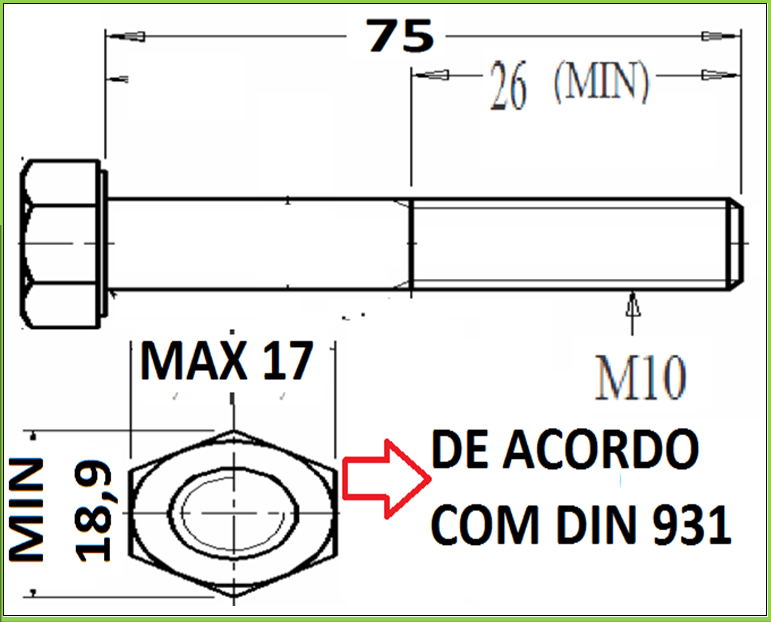 75
26 (MIN)
MAX 17
M10
MIN
18,9
DE ACORDO
COM DIN 931